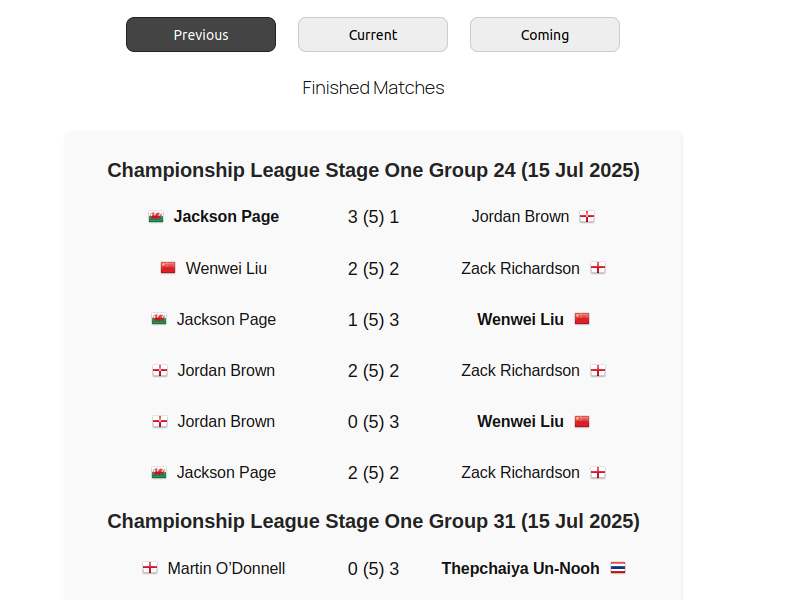 Previous Current Coming
Finished Matches
Championship League Stage One Group 24 (15 Jul 2025)
Jackson Page 3 (5) 1 Jordan Brown
Wenwei Liu 2 (5) 2 Zack Richardson
Jackson Page 1 (5) 3 Wenwei Liu
Jordan Brown 2 (5) 2 Zack Richardson
Jordan Brown 0 (5) 3 Wenwei Liu
Jackson Page 2 (5) 2 Zack Richardson
Championship League Stage One Group 31 (15 Jul 2025)
Martin O’Donnell 0 (5) 3 Thepchaiya Un-Nooh